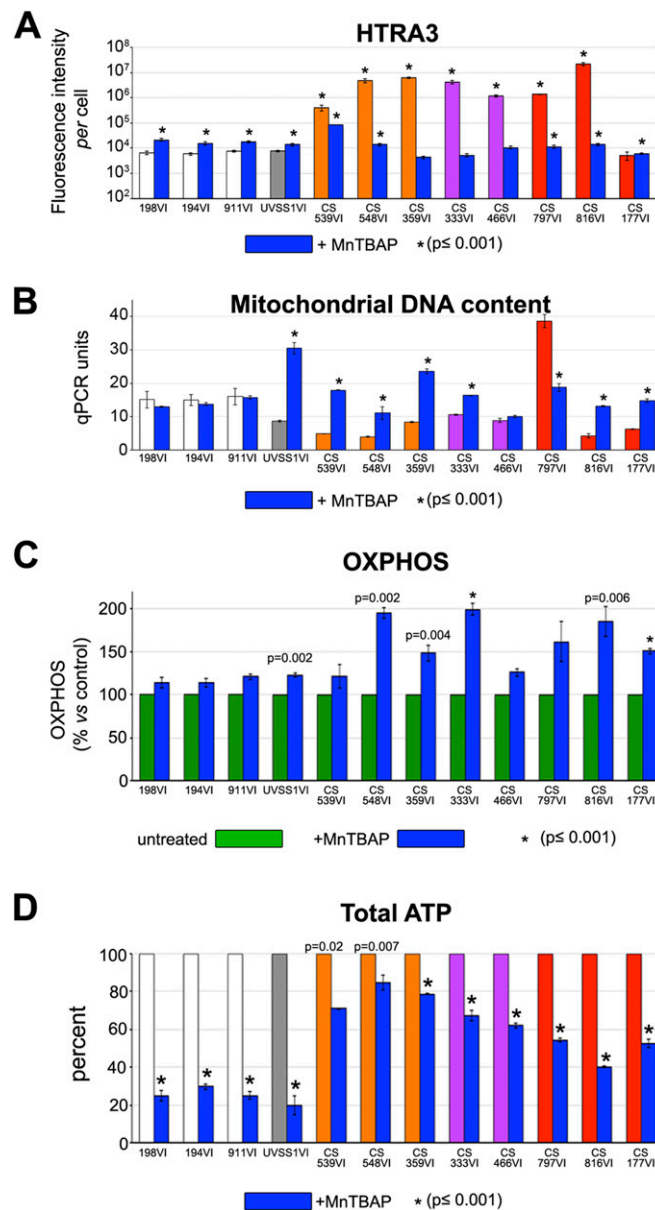 A
HTRA3
Fluorescence intensity
per cell
10⁸
10⁷
10⁶
10⁵
10⁴
10³
10²
* * * * * * * * * * * * * * *
198VI 194VI 911VI UVSS1VI CS 539VI CS 548VI CS 359VI CS 333VI CS 466VI CS 797VI CS 816VI CS 177VI
+ MnTBAP *(p≤ 0.001)
B
Mitochondrial DNA content
qPCR units
40
30
20
10
0
* * * * * * * *
198VI 194VI 911VI UVSS1VI CS 539VI CS 548VI CS 359VI CS 333VI CS 466VI CS 797VI CS 816VI CS 177VI
+ MnTBAP *(p≤ 0.001)
C
OXPHOS
OXPHOS
(% vs control)
200
150
100
50
0
p=0.002 p=0.002 p=0.004 * p=0.006 *
198VI 194VI 911VI UVSS1VI CS 539VI CS 548VI CS 359VI CS 333VI CS 466VI CS 797VI CS 816VI CS 177VI
untreated +MnTBAP * (p≤ 0.001)
D
Total ATP
percent
100
80
60
40
20
0
p=0.02 p=0.007
* * * * * * * * * *
198VI 194VI 911VI UVSS1VI CS 539VI CS 548VI CS 359VI CS 333VI CS 466VI CS 797VI CS 816VI CS 177VI
+MnTBAP *(p≤ 0.001)